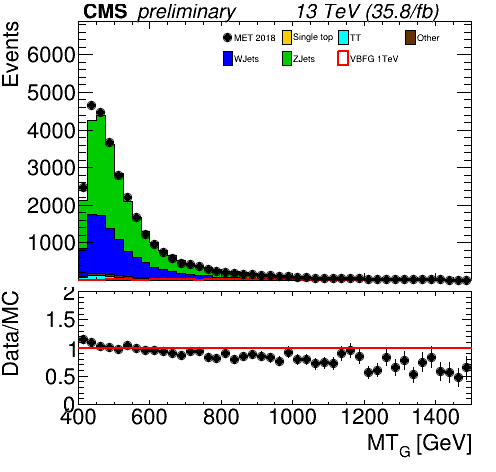 CMS preliminary 13 TeV (35.8/fb)
Events
MET 2018 Single top TT Other
WJets ZJets VBFG 1TeV
6000
5000
4000
3000
2000
1000
Data/MC
2
1.5
1
0.5
0
400 600 800 1000 1200 1400
MT_G [GeV]